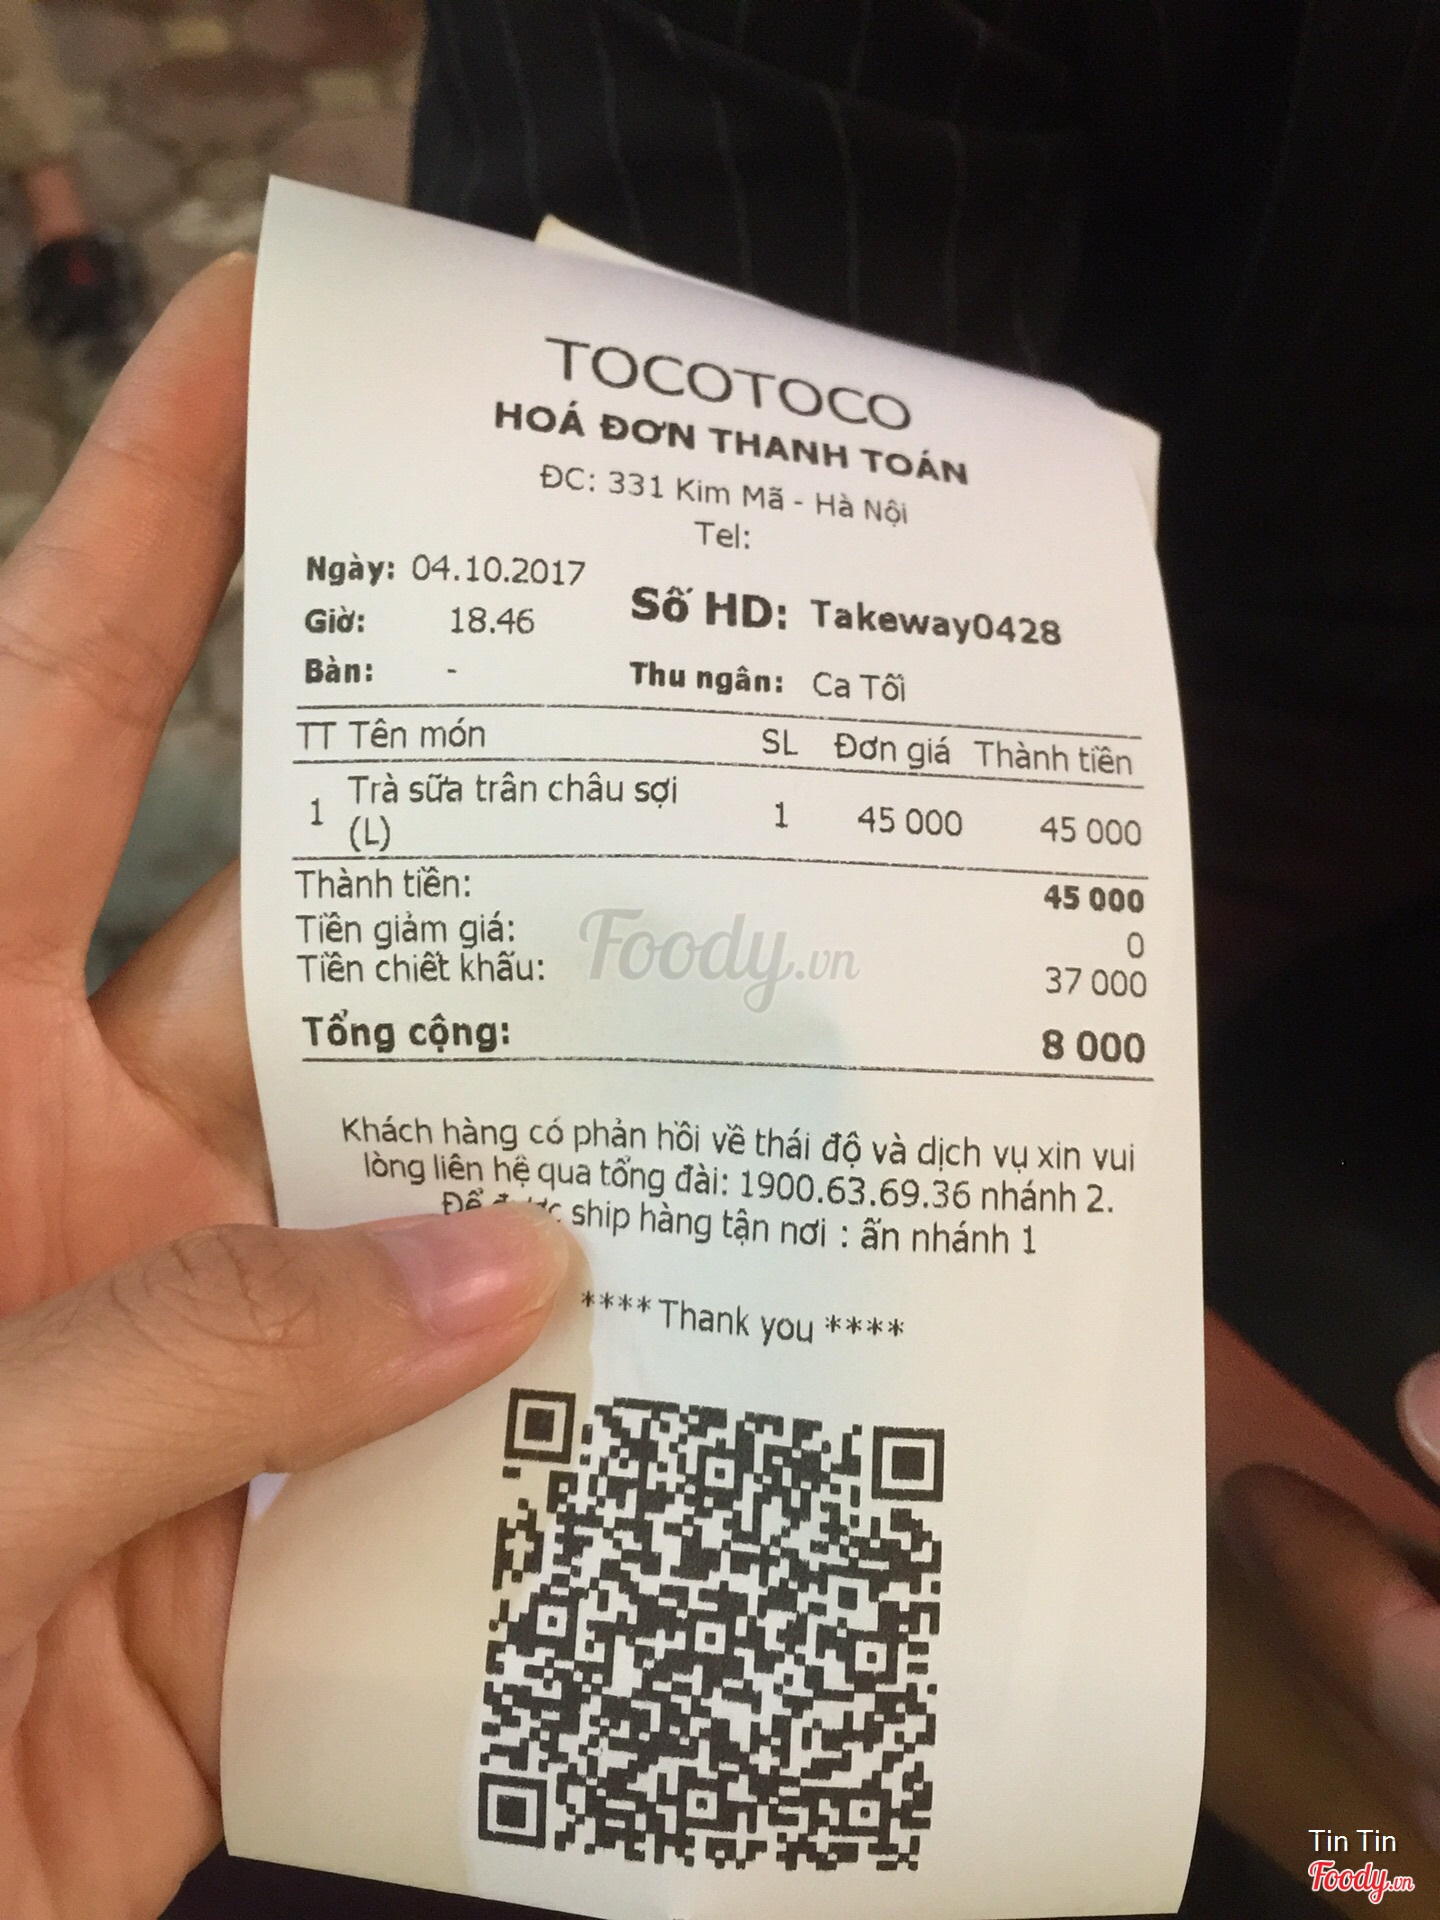 TOCOTOCO
HOÁ ĐƠN THANH TOÁN
ĐC: 331 Kim Mã - Hà Nội
Tel:
Ngày: 04.10.2017
Giờ: 18.46 Số HD: Takeway0428
Bàn: - Thu ngân: Ca Tối
TT Tên món SL Đơn giá Thành tiền
1 Trà sữa trân châu sợi 1 45 000 45 000
(L)
Thành tiền: 45 000
Tiền giảm giá: 0
Tiền chiết khấu: 37 000
Tổng cộng: 8 000
Foody.vn
Khách hàng có phản hồi về thái độ và dịch vụ xin vui
lòng liên hệ qua tổng đài: 1900.63.69.36 nhánh 2.
Để ship hàng tận nơi : ấn nhánh 1
**** Thank you ****
Tin Tin
Foody.vn